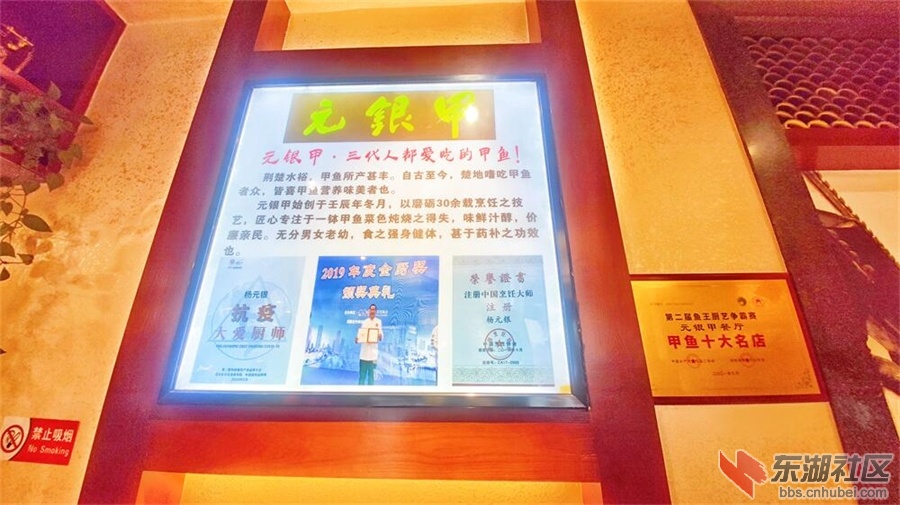 元银甲
元银甲·三代人都爱吃的甲鱼!
荆楚水裕，甲鱼所产甚丰。自古至今，楚地嗜吃甲鱼
者众，皆喜甲鱼营养味美者也。
元银甲始创于壬辰年冬月，以磨砺30余载烹饪之技
艺，匠心专注于一钵甲鱼菜色炖烧之得失，味鲜汁醇，价
廉亲民。无分男女老幼，食之强身健体，甚于药补之功效
也。
杨元银
抗疫
大爱厨师
2019年度金厨奖
颁奖典礼
荣誉證書
注册中国烹饪大师
注册
杨元银
第二届鱼王厨艺争霸赛
元银甲餐厅
甲鱼十大名店
禁止吸烟
No Smoking
东湖社区
bbs.cnhubei.com